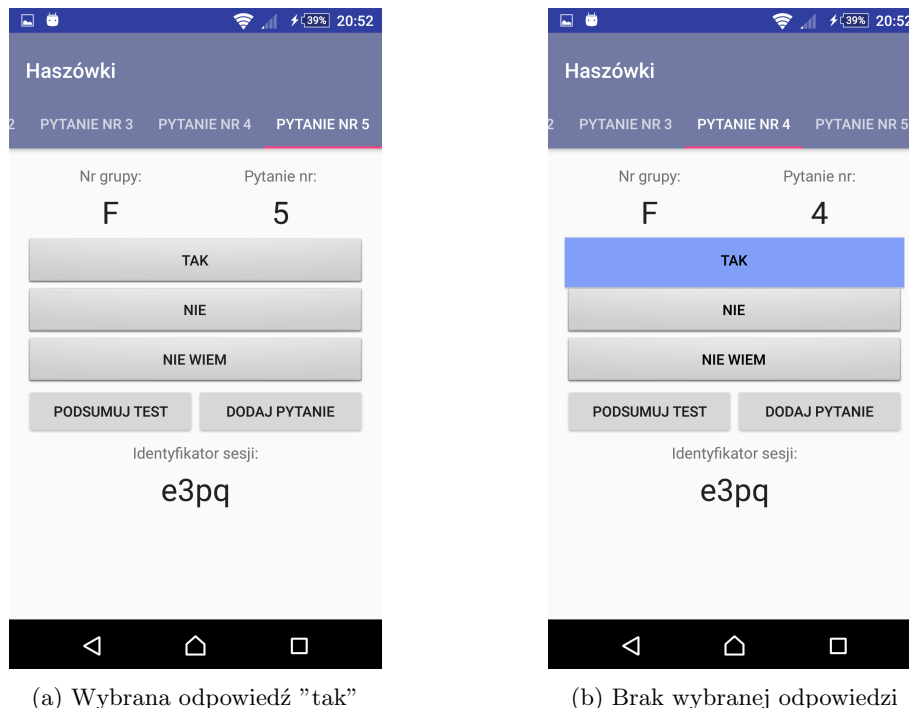 39% 20:52
Haszówki
2 PYTANIE NR 3 PYTANIE NR 4 PYTANIE NR 5
Nr grupy: Pytanie nr:
F 5
TAK
NIE
NIE WIEM
PODSUMUJ TEST DODAJ PYTANIE
Identyfikator sesji:
e3pq
(a) Wybrana odpowiedź "tak"
39% 20:52
Haszówki
2 PYTANIE NR 3 PYTANIE NR 4 PYTANIE NR 5
Nr grupy: Pytanie nr:
F 4
TAK
NIE
NIE WIEM
PODSUMUJ TEST DODAJ PYTANIE
Identyfikator sesji:
e3pq
(b) Brak wybranej odpowiedzi